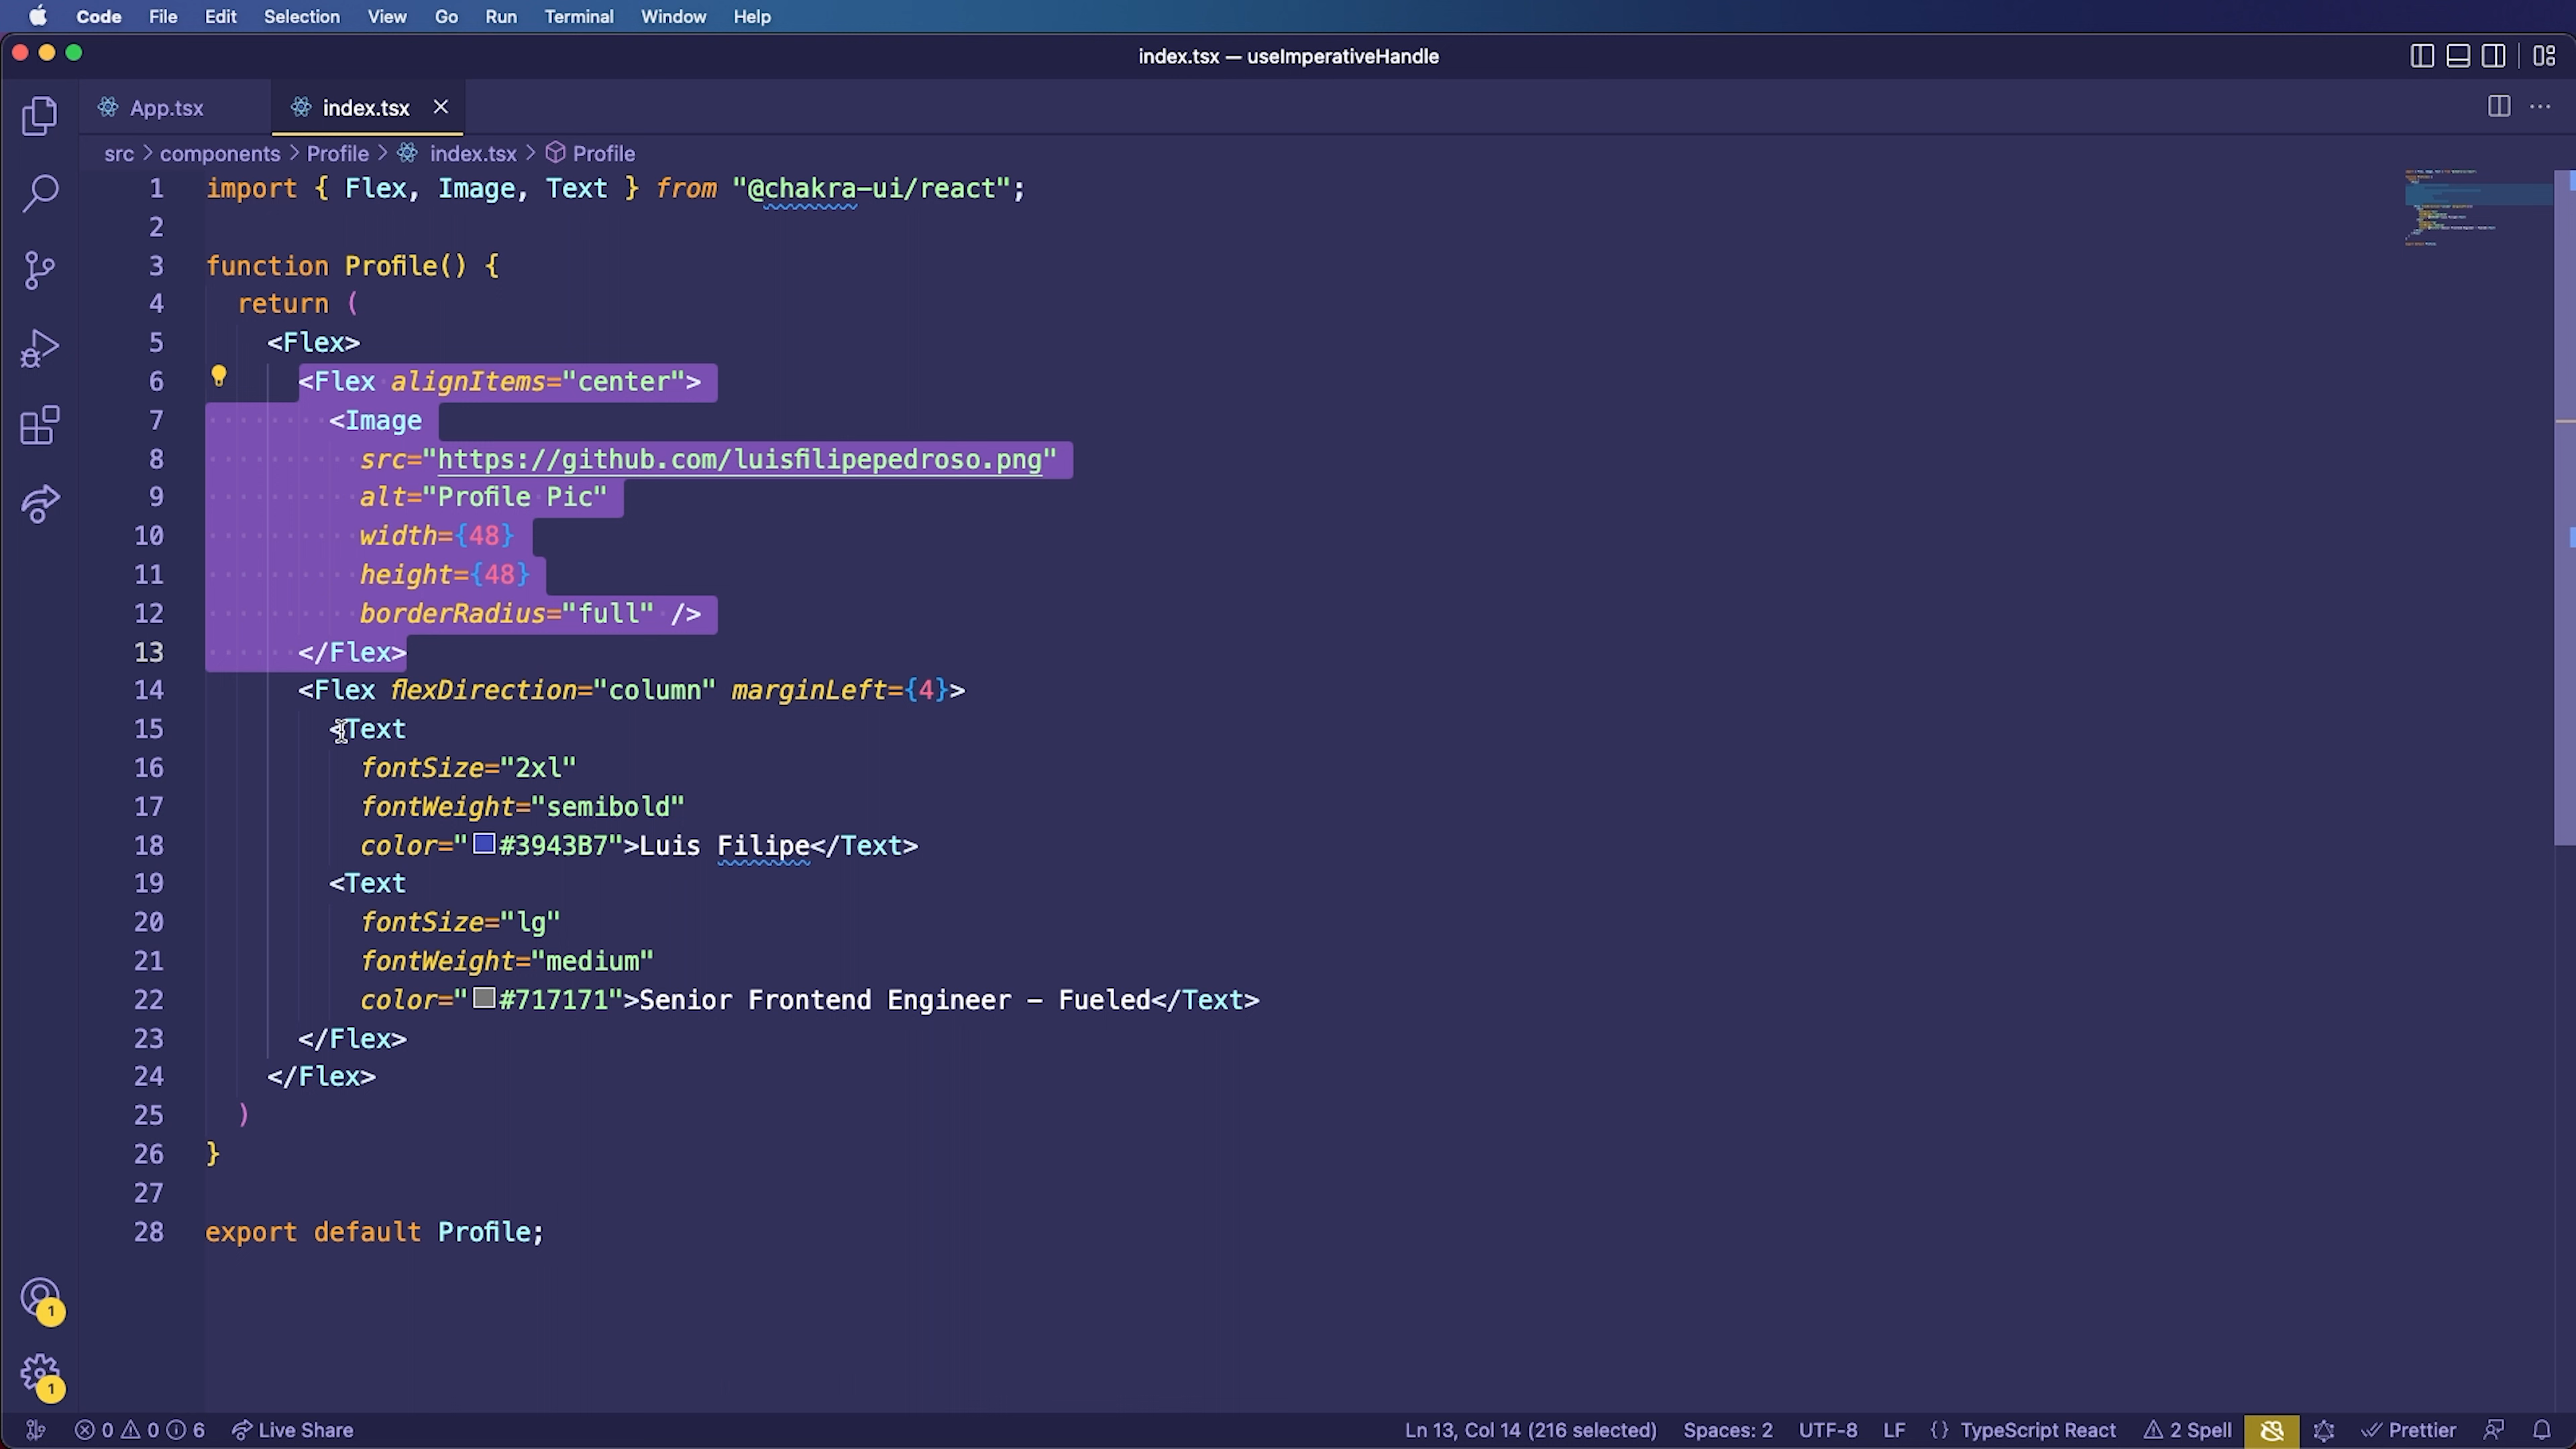 Code File Edit Selection View Go Run Terminal Window Help
index.tsx — useImperativeHandle
App.tsx index.tsx
src > components > Profile > index.tsx > Profile
1 import { Flex, Image, Text } from "@chakra-ui/react";
2
3 function Profile() {
4 return (
5 <Flex>
6 <Flex alignItems="center">
7 <Image
8 src="https://github.com/luisfilipepedroso.png"
9 alt="Profile Pic"
10 width={48}
11 height={48}
12 borderRadius="full" />
13 </Flex>
14 <Flex flexDirection="column" marginLeft={4}>
15 <Text
16 fontSize="2xl"
17 fontWeight="semibold"
18 color="#3943B7">Luis Filipe</Text>
19 <Text
20 fontSize="lg"
21 fontWeight="medium"
22 color="#717171">Senior Frontend Engineer – Fueled</Text>
23 </Flex>
24 </Flex>
25 )
26 }
27
28 export default Profile;
1
1
0 0 6 Live Share Ln 13, Col 14 (216 selected) Spaces: 2 UTF-8 LF {} TypeScript React 2 Spell Prettier